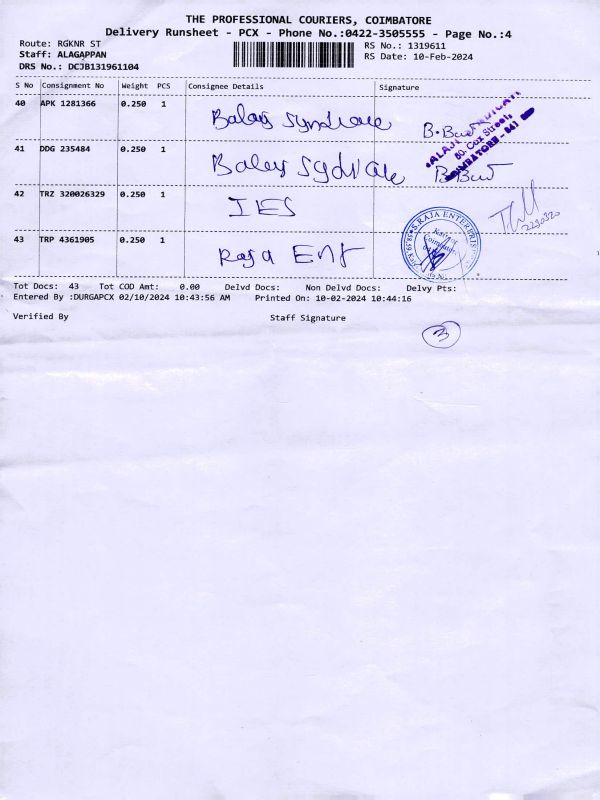 THE PROFESSIONAL COURIERS, COIMBATORE
Delivery Runsheet - PCX - Phone No.:0422-3505555 - Page No.:4
Route: RGKNR ST
RS No.: 1319611
Staff: ALAGAPPAN
RS Date: 10-Feb-2024
DRS No.: DCJB131961104
S No Consignment No Weight PCS Consignee Details Signature
40 APK 1281366 0.250 1
41 DDG 235484 0.250 1
42 TRZ 320026329 0.250 1 IES
43 TRP 4361905 0.250 1 Raja Ent
60, Cox Street,
S.RAJA ENTERPRIS
Tot Docs: 43 Tot COD Amt: 0.00 Delvd Docs: Non Delvd Docs: Delvy Pts:
Entered By :DURGAPCX 02/10/2024 10:43:56 AM Printed On: 10-02-2024 10:44:16
Verified By Staff Signature
3